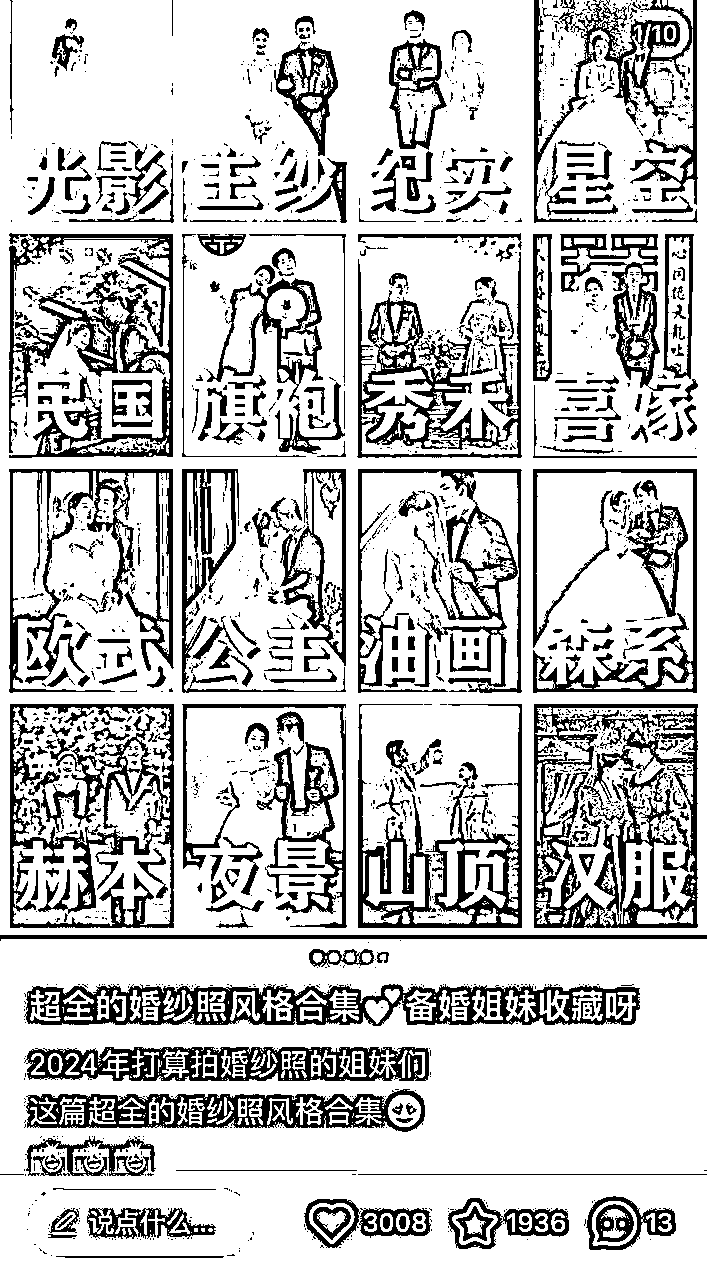 1/10
光影 主纱 纪实 星空
民国 旗袍 秀禾 喜嫁
欧式 公主 油画 森系
赫本 夜景 山顶 汉服
超全的婚纱照风格合集💕备婚姐妹收藏呀
2024年打算拍婚纱照的姐妹们
这篇超全的婚纱照风格合集
说点什么...
3008
1936
13